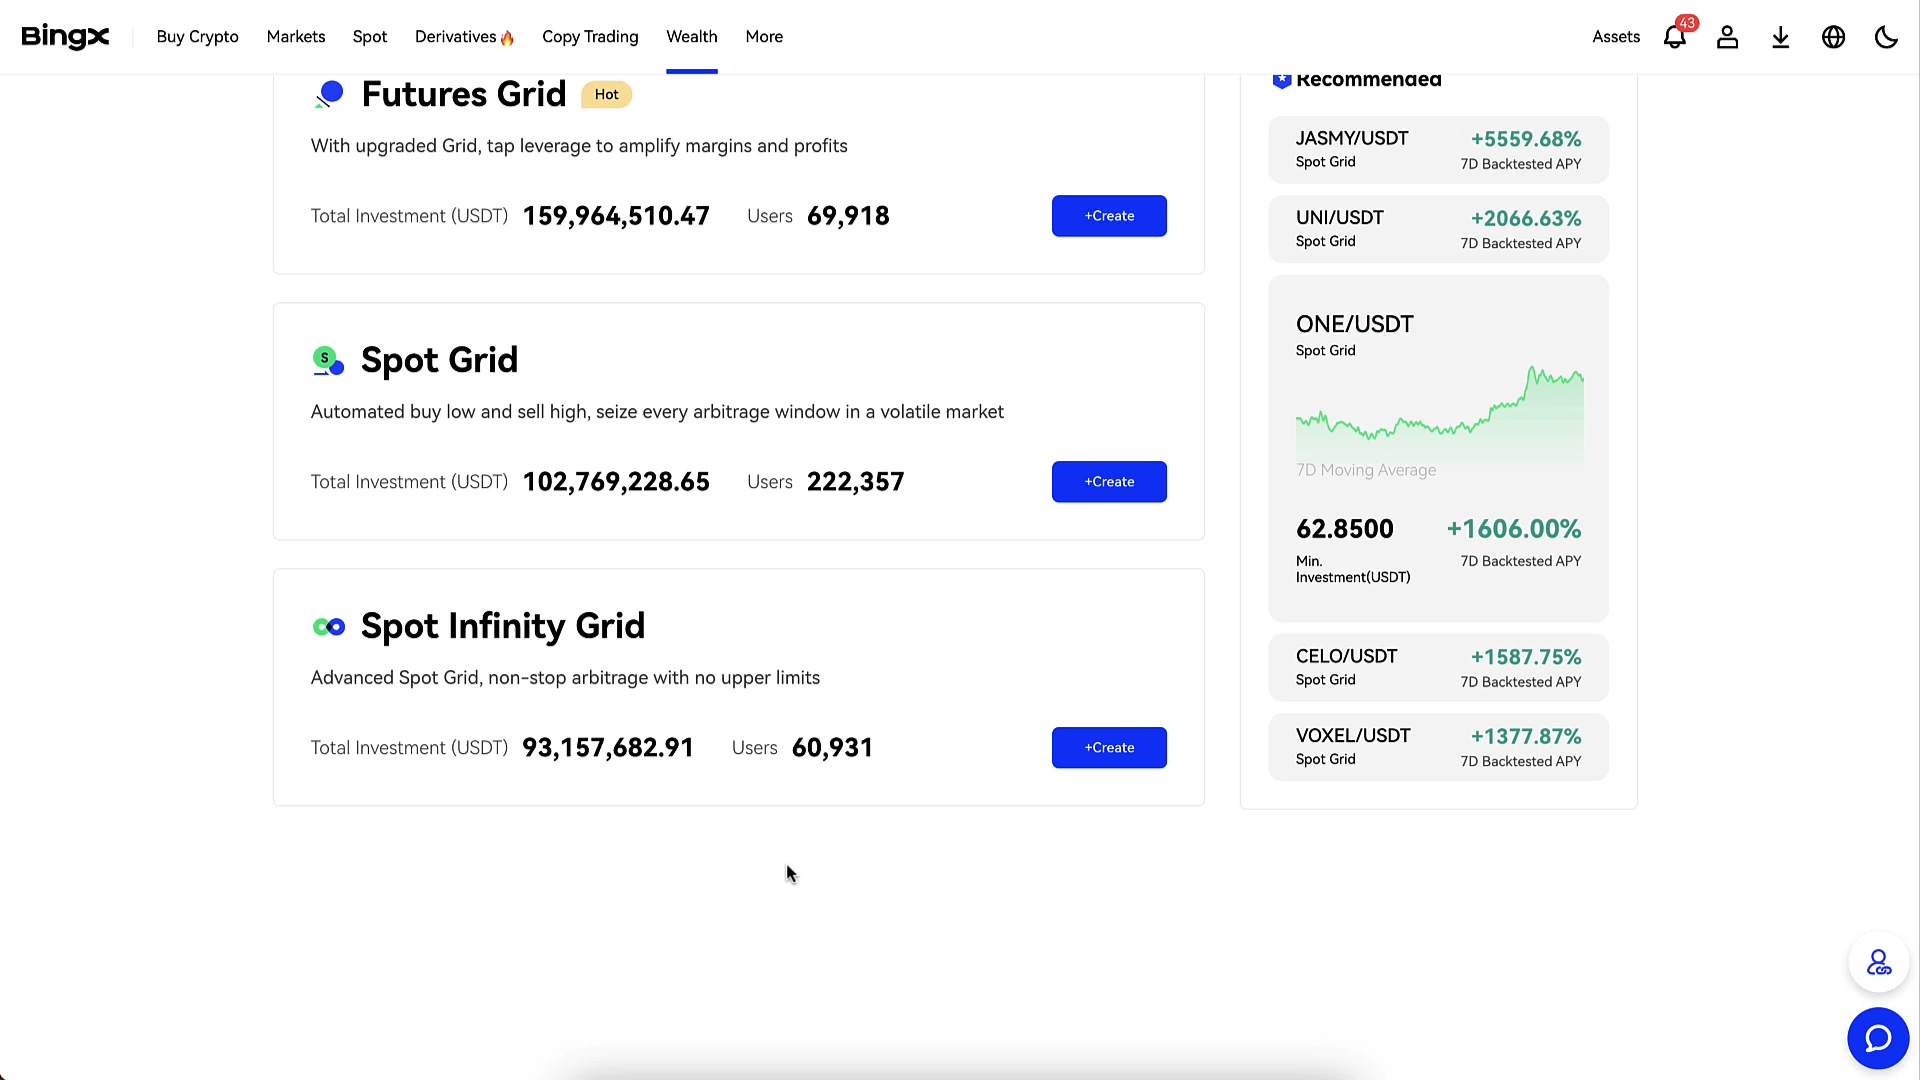 BingX
Buy Crypto
Markets
Spot
Derivatives
Copy Trading
Wealth
More
Assets
43
Futures Grid
Hot
With upgraded Grid, tap leverage to amplify margins and profits
Total Investment (USDT) 159,964,510.47 Users 69,918
+Create
S
Spot Grid
Automated buy low and sell high, seize every arbitrage window in a volatile market
Total Investment (USDT) 102,769,228.65 Users 222,357
+Create
Spot Infinity Grid
Advanced Spot Grid, non-stop arbitrage with no upper limits
Total Investment (USDT) 93,157,682.91 Users 60,931
+Create
Recommended
JASMY/USDT +5559.68%
Spot Grid 7D Backtested APY
UNI/USDT +2066.63%
Spot Grid 7D Backtested APY
ONE/USDT
Spot Grid
7D Moving Average
62.8500 +1606.00%
Min. 7D Backtested APY
Investment(USDT)
CELO/USDT +1587.75%
Spot Grid 7D Backtested APY
VOXEL/USDT +1377.87%
Spot Grid 7D Backtested APY